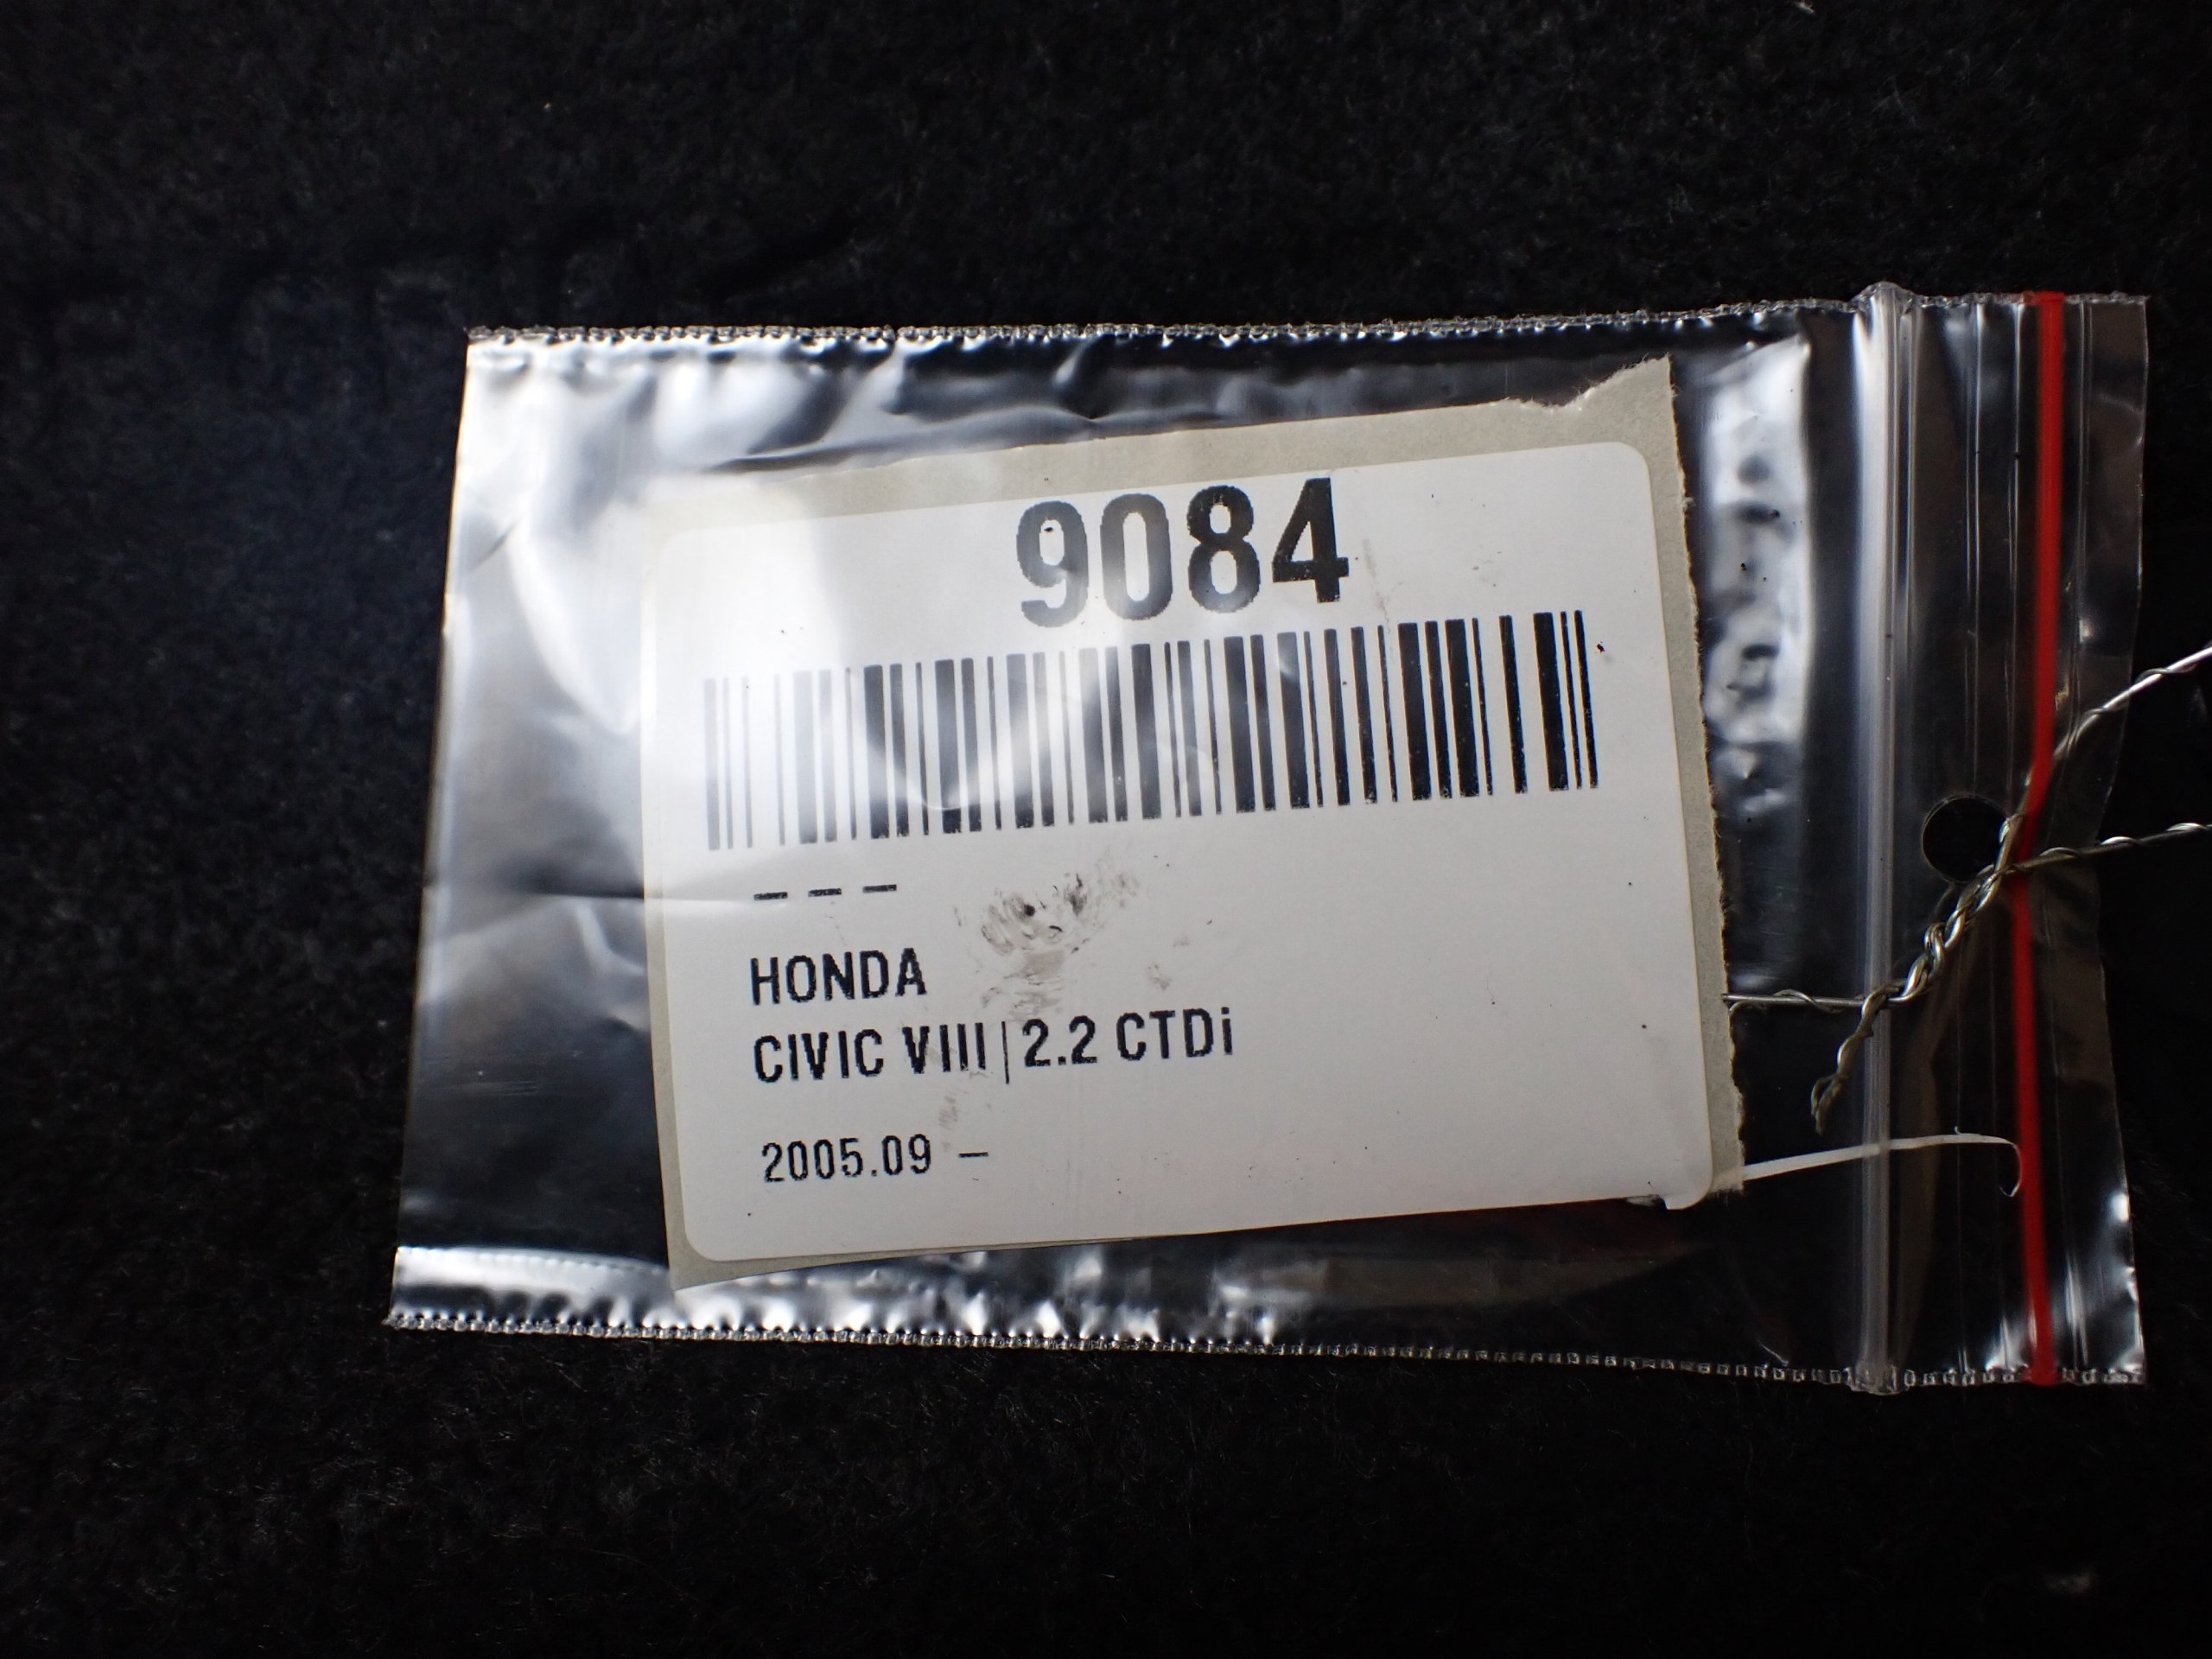 9084
– – –
HONDA
CIVIC VIII|2.2 CTDi
2005.09 –